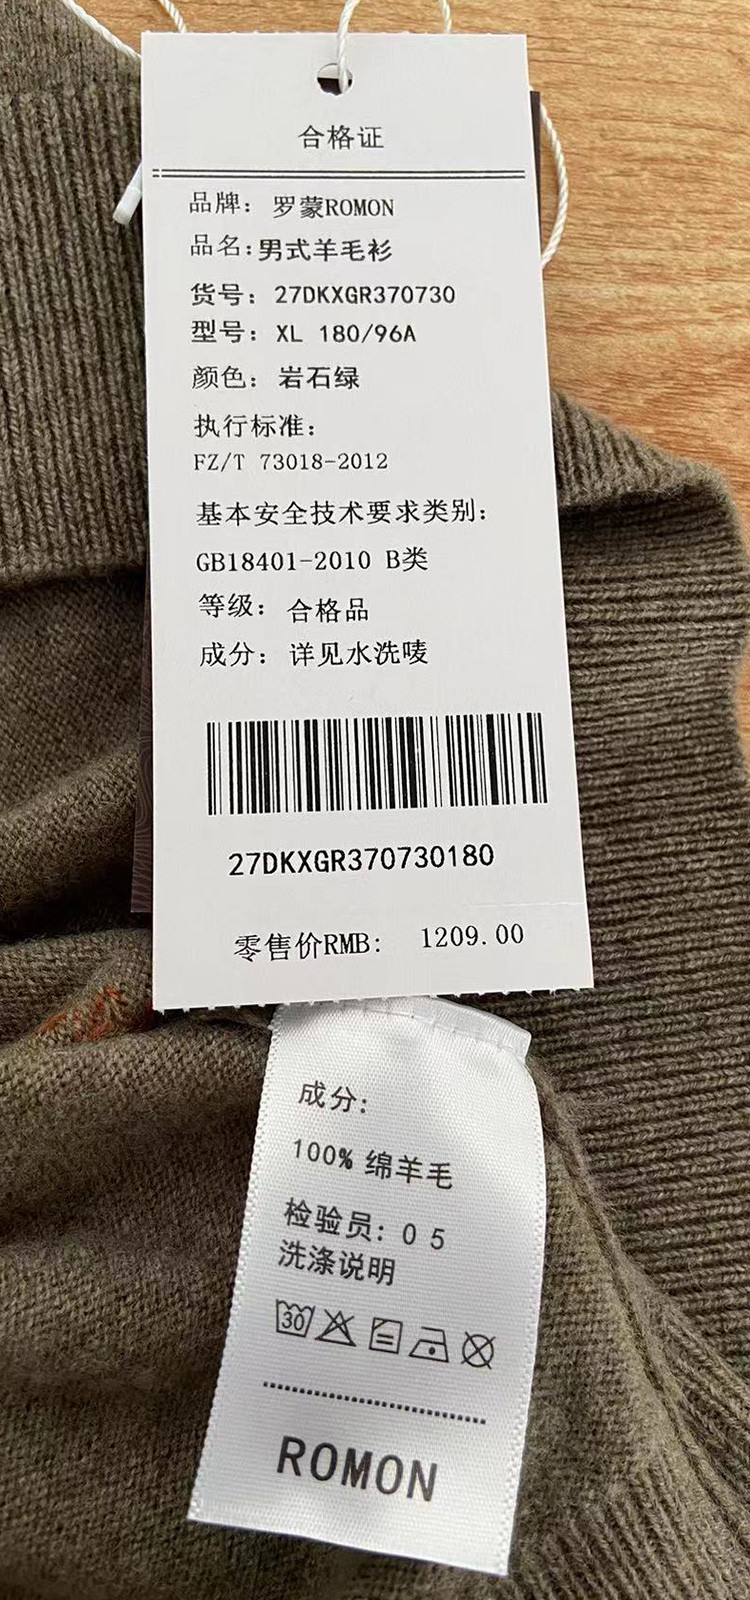 合格证
品牌: 罗蒙ROMON
品名:男式羊毛衫
货号: 27DKXGR370730
型号: XL 180/96A
颜色: 岩石绿
执行标准:
FZ/T 73018-2012
基本安全技术要求类别:
GB18401-2010 B类
等级: 合格品
成分: 详见水洗唛
27DKXGR370730180
零售价RMB: 1209.00
成分:
100% 绵羊毛
检验员: 0 5
洗涤说明
30
ROMON